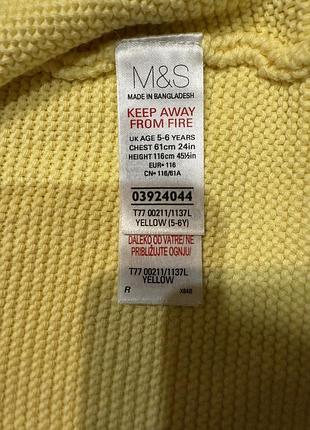 M&S
MADE IN BANGLADESH
KEEP AWAY
FROM FIRE
UK AGE 5-6 YEARS
CHEST 61cm 24in
HEIGHT 116cm 45½in
EUR• 116
CN• 116/61A
03924044
T77 00211/1137L
YELLOW (5-6Y)
DALEKO OD VATRE/ NE
PRIBLIŽUJTE OGNJU/
T77 00211/1137L
YELLOW
R